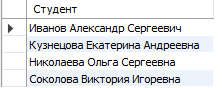 Студент
Иванов Александр Сергеевич
Кузнецова Екатерина Андреевна
Николаева Ольга Сергеевна
Соколова Виктория Игоревна